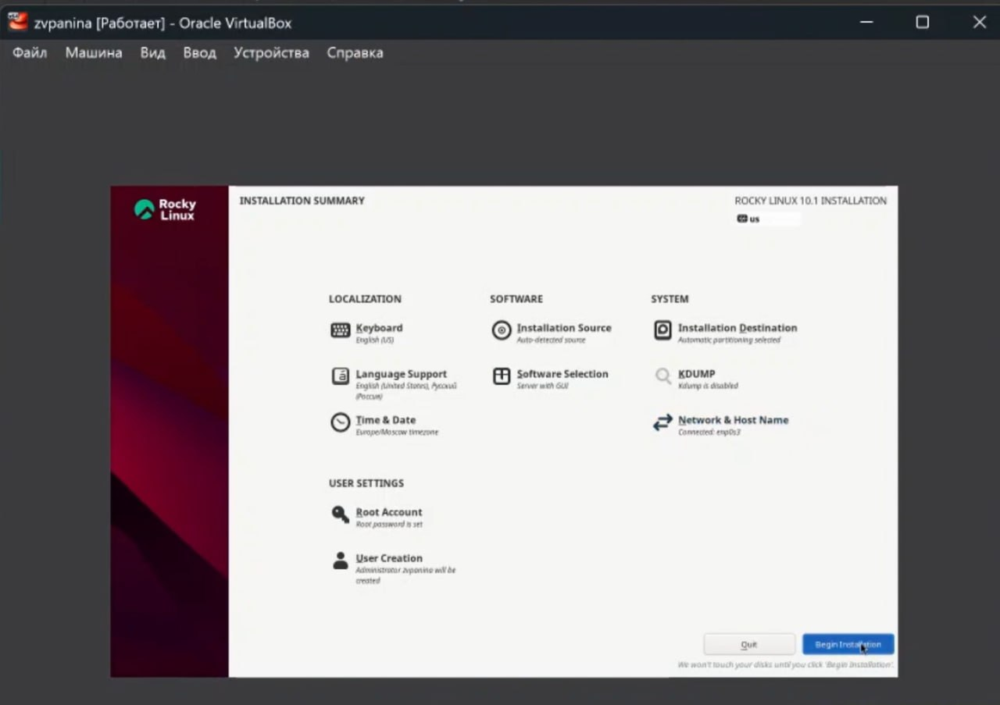 zvpanina [Работает] - Oracle VirtualBox
Файл Машина Вид Ввод Устройства Справка
Rocky
Linux
INSTALLATION SUMMARY
ROCKY LINUX 10.1 INSTALLATION
us
LOCALIZATION
Keyboard
English (US)
Language Support
English (United States), Русский
(Россия)
Time & Date
Europe/Moscow timezone
SOFTWARE
Installation Source
Auto-detected source
Software Selection
Server with GUI
SYSTEM
Installation Destination
Automatic partitioning selected
KDUMP
Kdump is disabled
Network & Host Name
Connected: enp0s3
USER SETTINGS
Root Account
Root password is set
User Creation
Administrator zvpanina will be
created
Quit
Begin Installation
We won't touch your disks until you click 'Begin Installation'.